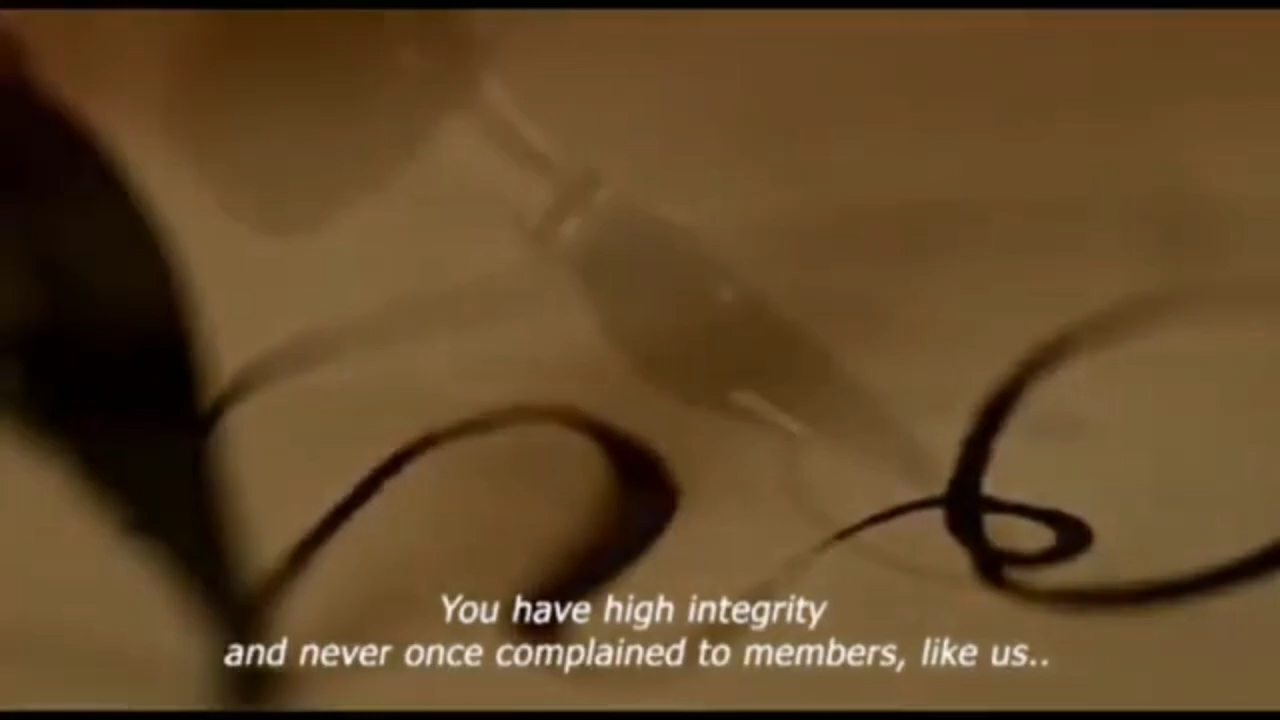 You have high integrity
and never once complained to members, like us..